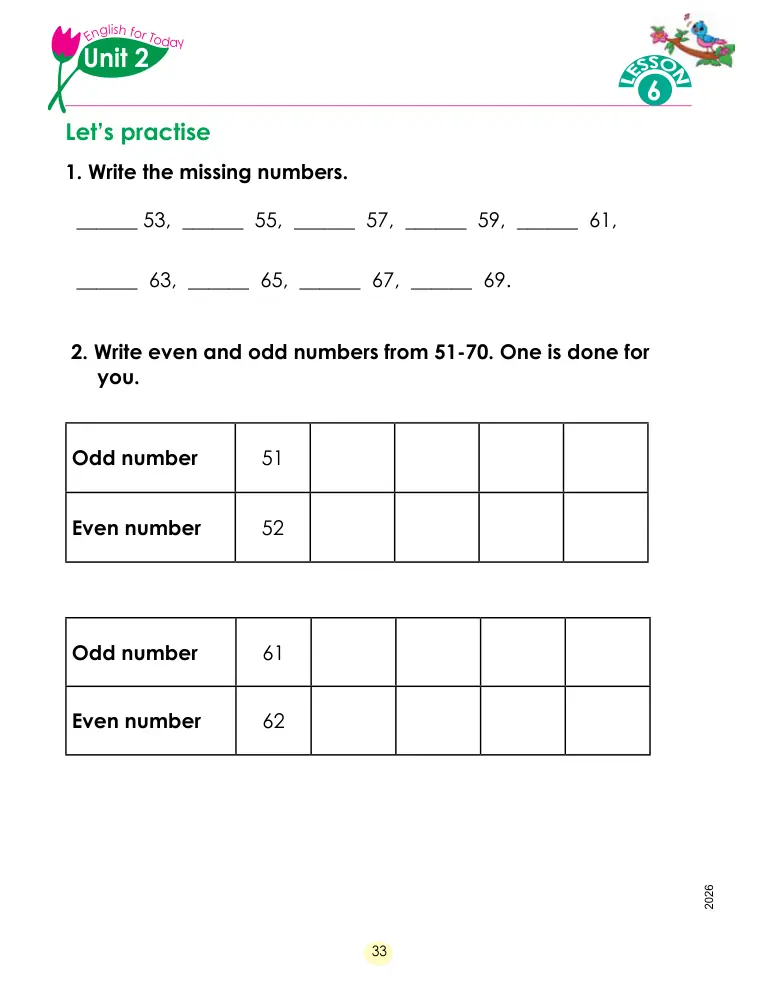 English for Today
Unit 2
LESSON
6
Let's practise
1. Write the missing numbers.
______ 53, ______ 55, ______ 57, ______ 59, ______ 61,
______ 63, ______ 65, ______ 67, ______ 69.
2. Write even and odd numbers from 51-70. One is done for
you.
Odd number 51
Even number 52
Odd number 61
Even number 62
2026
33